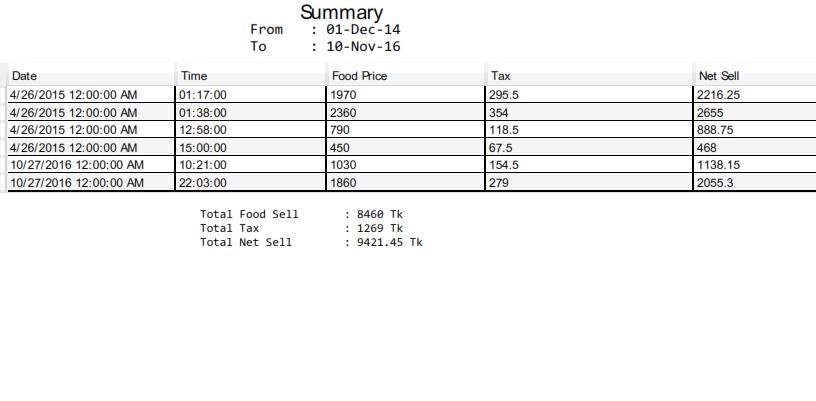 Summary
From : 01-Dec-14
To : 10-Nov-16
Date Time Food Price Tax Net Sell
4/26/2015 12:00:00 AM 01:17:00 1970 295.5 2216.25
4/26/2015 12:00:00 AM 01:38:00 2360 354 2655
4/26/2015 12:00:00 AM 12:58:00 790 118.5 888.75
4/26/2015 12:00:00 AM 15:00:00 450 67.5 468
10/27/2016 12:00:00 AM 10:21:00 1030 154.5 1138.15
10/27/2016 12:00:00 AM 22:03:00 1860 279 2055.3
Total Food Sell : 8460 Tk
Total Tax : 1269 Tk
Total Net Sell : 9421.45 Tk